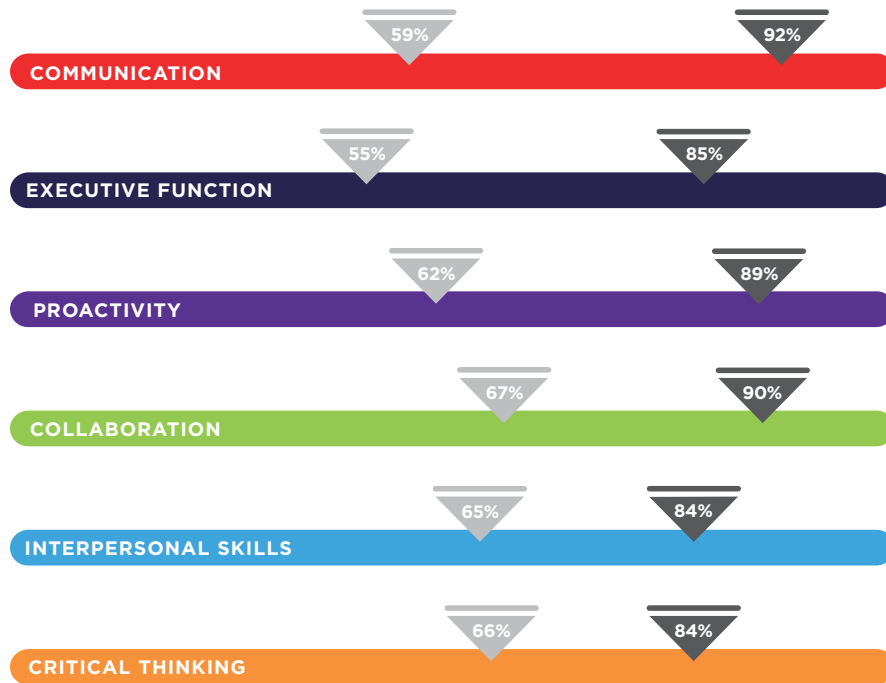 59% 92%
COMMUNICATION
55% 85%
EXECUTIVE FUNCTION
62% 89%
PROACTIVITY
67% 90%
COLLABORATION
65% 84%
INTERPERSONAL SKILLS
66% 84%
CRITICAL THINKING